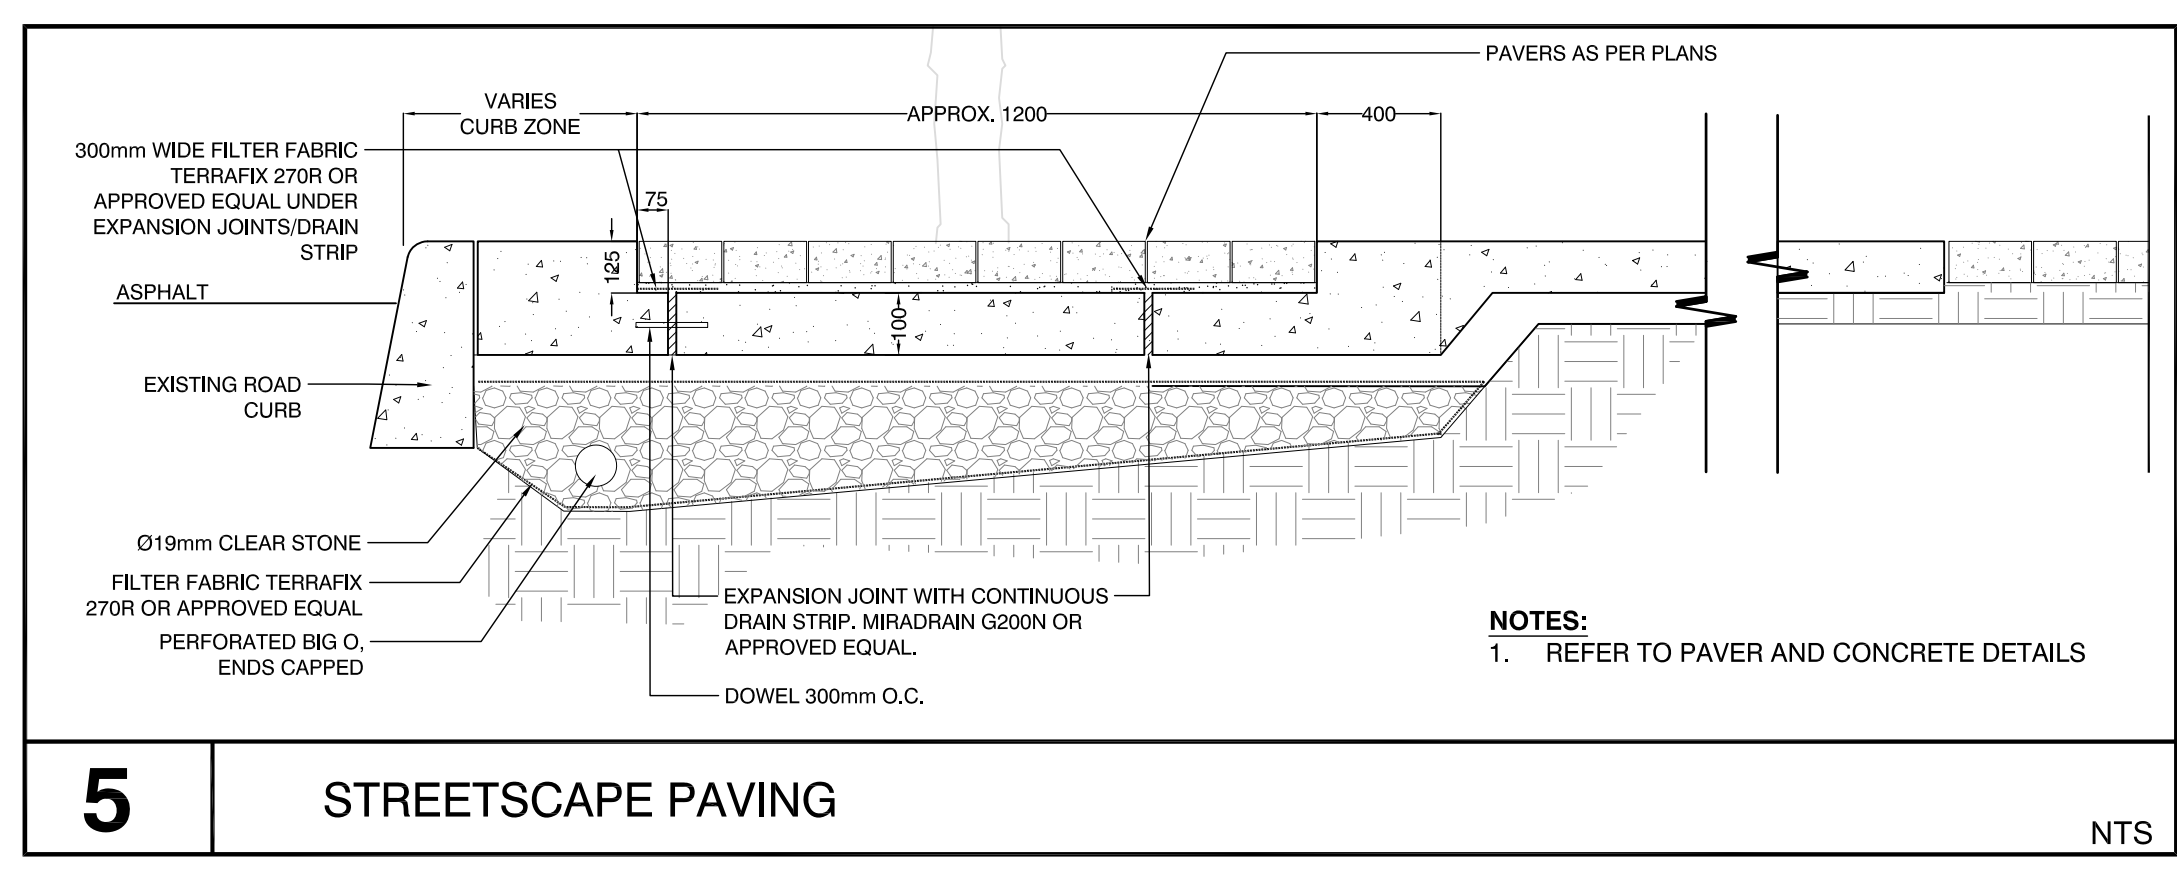 PAVERS AS PER PLANS
VARIES
CURB ZONE
APPROX. 1200
400
300mm WIDE FILTER FABRIC
TERRAFIX 270R OR
APPROVED EQUAL UNDER
EXPANSION JOINTS/DRAIN
STRIP
75
125
ASPHALT
100
EXISTING ROAD
CURB
Ø19mm CLEAR STONE
FILTER FABRIC TERRAFIX
270R OR APPROVED EQUAL
PERFORATED BIG O,
ENDS CAPPED
EXPANSION JOINT WITH CONTINUOUS
DRAIN STRIP. MIRADRAIN G200N OR
APPROVED EQUAL.
DOWEL 300mm O.C.
NOTES:
1. REFER TO PAVER AND CONCRETE DETAILS
5
STREETSCAPE PAVING
NTS